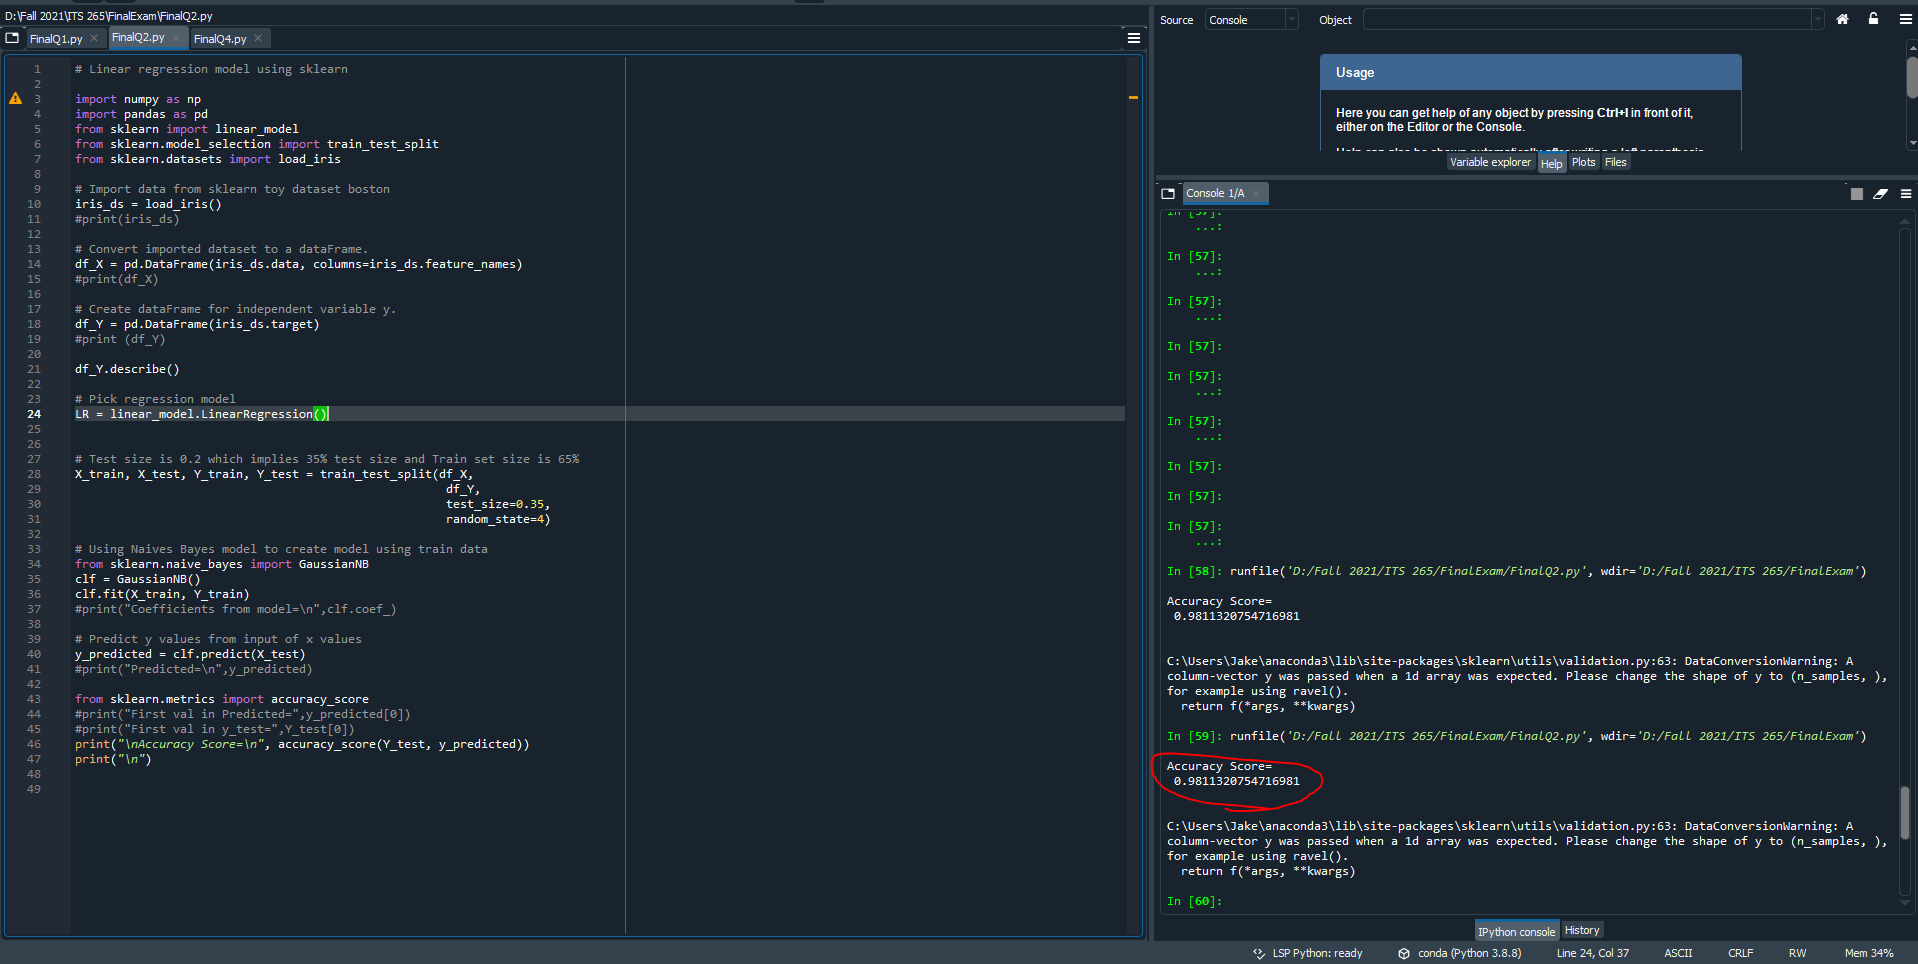 D:\Fall 2021\ITS 265\FinalExam\FinalQ2.py
FinalQ1.py
FinalQ2.py
FinalQ4.py
1 # Linear regression model using sklearn
2
3 import numpy as np
4 import pandas as pd
5 from sklearn import linear_model
6 from sklearn.model_selection import train_test_split
7 from sklearn.datasets import load_iris
8
9 # Import data from sklearn toy dataset boston
10 iris_ds = load_iris()
11 #print(iris_ds)
12
13 # Convert imported dataset to a dataFrame.
14 df_X = pd.DataFrame(iris_ds.data, columns=iris_ds.feature_names)
15 #print(df_X)
16
17 # Create dataFrame for independent variable y.
18 df_Y = pd.DataFrame(iris_ds.target)
19 #print (df_Y)
20
21 df_Y.describe()
22
23 # Pick regression model
24 LR = linear_model.LinearRegression()
25
26
27 # Test size is 0.2 which implies 35% test size and Train set size is 65%
28 X_train, X_test, Y_train, Y_test = train_test_split(df_X,
29 df_Y,
30 test_size=0.35,
31 random_state=4)
32
33 # Using Naives Bayes model to create model using train data
34 from sklearn.naive_bayes import GaussianNB
35 clf = GaussianNB()
36 clf.fit(X_train, Y_train)
37 #print("Coefficients from model=\n",clf.coef_)
38
39 # Predict y values from input of x values
40 y_predicted = clf.predict(X_test)
41 #print("Predicted=\n",y_predicted)
42
43 from sklearn.metrics import accuracy_score
44 #print("First val in Predicted=",y_predicted[0])
45 #print("First val in y_test=",Y_test[0])
46 print("\nAccuracy Score=\n", accuracy_score(Y_test, y_predicted))
47 print("\n")
48
49
Source Console Object
Usage
Here you can get help of any object by pressing Ctrl+I in front of it,
either on the Editor or the Console.
Help can also be shown automatically after writing a left parenthesis
Variable explorer Help Plots Files
Console 1/A
In [57]:
...:
In [57]:
...:
In [57]:
...:
In [57]:
In [57]:
...:
In [57]:
...:
In [57]:
In [57]:
In [57]:
...:
In [58]: runfile('D:/Fall 2021/ITS 265/FinalExam/FinalQ2.py', wdir='D:/Fall 2021/ITS 265/FinalExam')
Accuracy Score=
0.9811320754716981
C:\Users\Jake\anaconda3\lib\site-packages\sklearn\utils\validation.py:63: DataConversionWarning: A
column-vector y was passed when a 1d array was expected. Please change the shape of y to (n_samples, ),
for example using ravel().
return f(*args, **kwargs)
In [59]: runfile('D:/Fall 2021/ITS 265/FinalExam/FinalQ2.py', wdir='D:/Fall 2021/ITS 265/FinalExam')
Accuracy Score=
0.9811320754716981
C:\Users\Jake\anaconda3\lib\site-packages\sklearn\utils\validation.py:63: DataConversionWarning: A
column-vector y was passed when a 1d array was expected. Please change the shape of y to (n_samples, ),
for example using ravel().
return f(*args, **kwargs)
In [60]:
IPython console History
LSP Python: ready conda (Python 3.8.8) Line 24, Col 37 ASCII CRLF RW Mem 34%